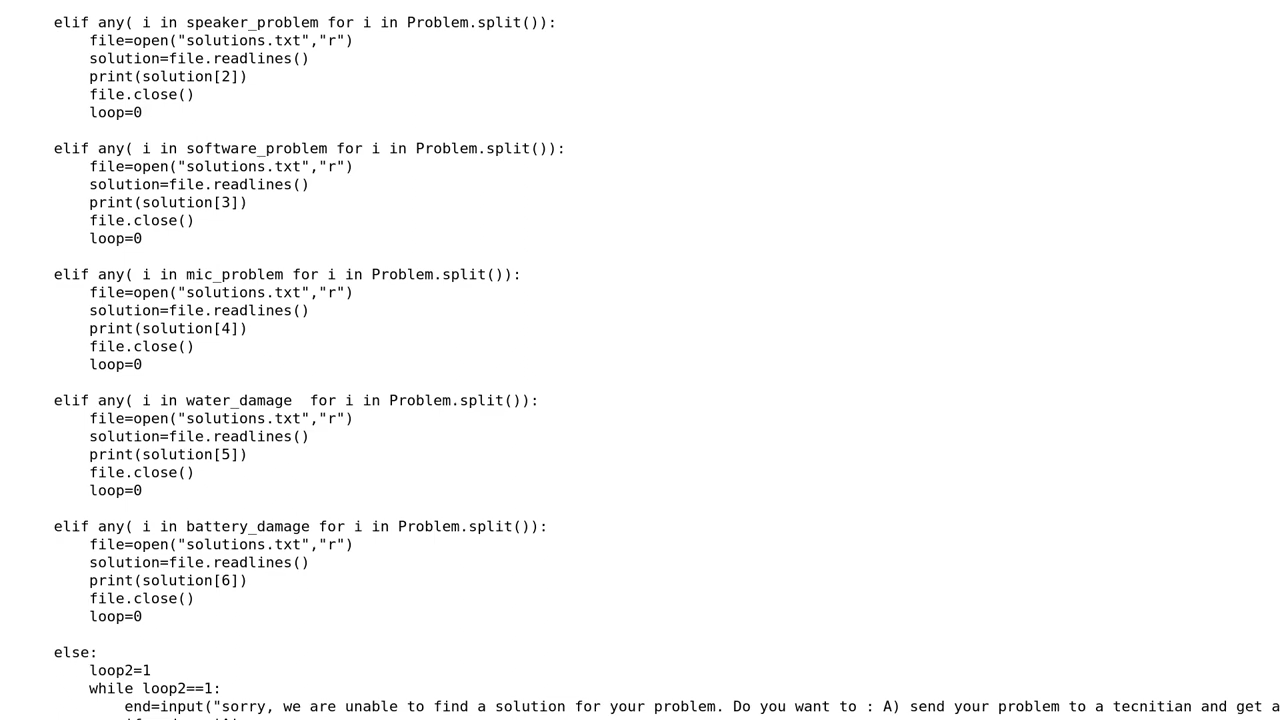 elif any( i in speaker_problem for i in Problem.split()):
file=open("solutions.txt","r")
solution=file.readlines()
print(solution[2])
file.close()
loop=0
elif any( i in software_problem for i in Problem.split()):
file=open("solutions.txt","r")
solution=file.readlines()
print(solution[3])
file.close()
loop=0
elif any( i in mic_problem for i in Problem.split()):
file=open("solutions.txt","r")
solution=file.readlines()
print(solution[4])
file.close()
loop=0
elif any( i in water_damage  for i in Problem.split()):
file=open("solutions.txt","r")
solution=file.readlines()
print(solution[5])
file.close()
loop=0
elif any( i in battery_damage for i in Problem.split()):
file=open("solutions.txt","r")
solution=file.readlines()
print(solution[6])
file.close()
loop=0
else:
loop2=1
while loop2==1:
end=input("sorry, we are unable to find a solution for your problem. Do you want to : A) send your problem to a tecnitian and get a